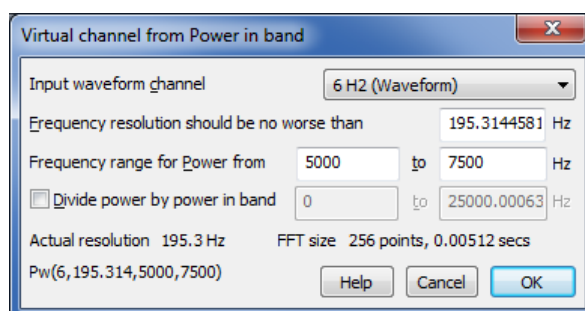 Virtual channel from Power in band
Input waveform channel 6 H2 (Waveform)
Frequency resolution should be no worse than 195.3144581 Hz
Frequency range for Power from 5000 to 7500 Hz
Divide power by power in band 0 to 25000.00063 Hz
Actual resolution 195.3 Hz FFT size 256 points, 0.00512 secs
Pw(6,195.314,5000,7500) Help Cancel OK